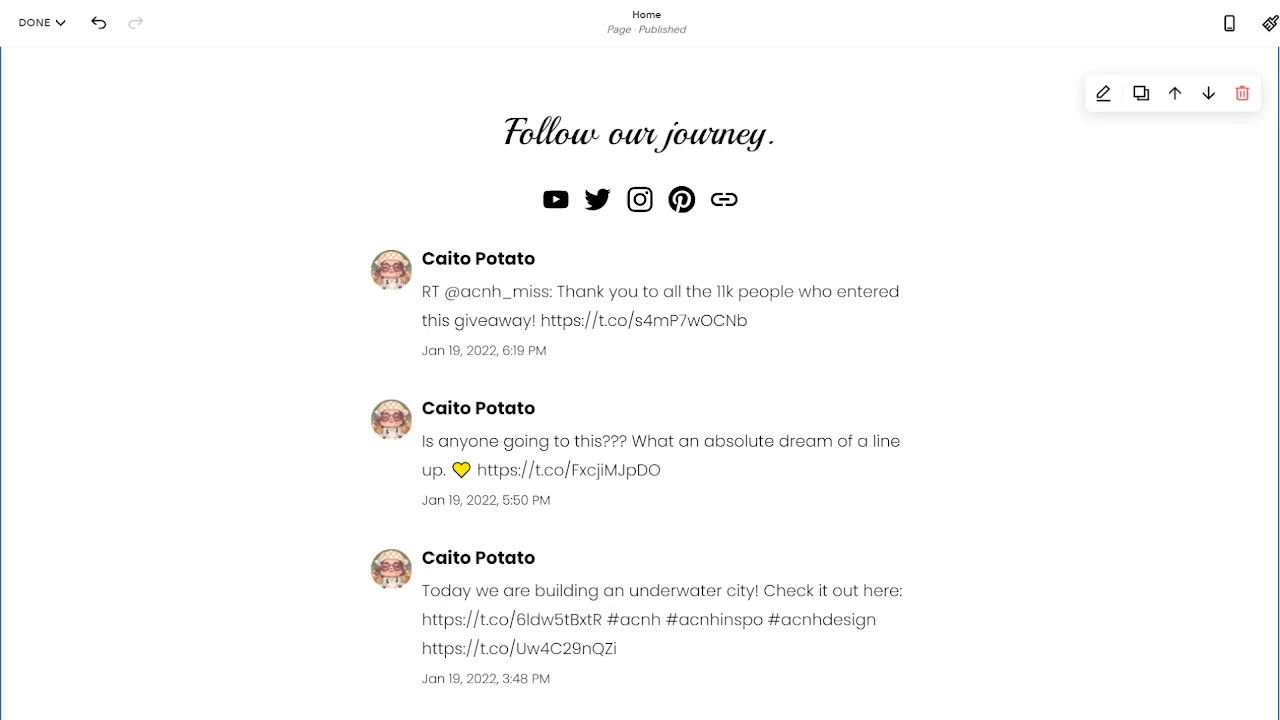 DONE
Home
Page · Published
Follow our journey.
Caito Potato
RT @acnh_miss: Thank you to all the 11k people who entered
this giveaway! https://t.co/s4mP7wOCNb
Jan 19, 2022, 6:19 PM
Caito Potato
Is anyone going to this??? What an absolute dream of a line
up. 💛 https://t.co/FxcjiMJpDO
Jan 19, 2022, 5:50 PM
Caito Potato
Today we are building an underwater city! Check it out here:
https://t.co/6ldw5tBxtR #acnh #acnhinspo #acnhdesign
https://t.co/Uw4C29nQZi
Jan 19, 2022, 3:48 PM